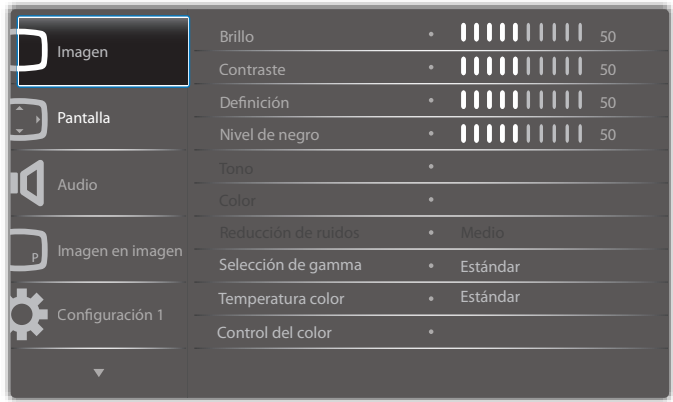 Imagen
Pantalla
Audio
P
Imagen en imagen
Configuración 1
Brillo • 50
Contraste • 50
Definición • 50
Nivel de negro • 50
Tono •
Color •
Reducción de ruidos • Medio
Selección de gamma • Estándar
Temperatura color • Estándar
Control del color •